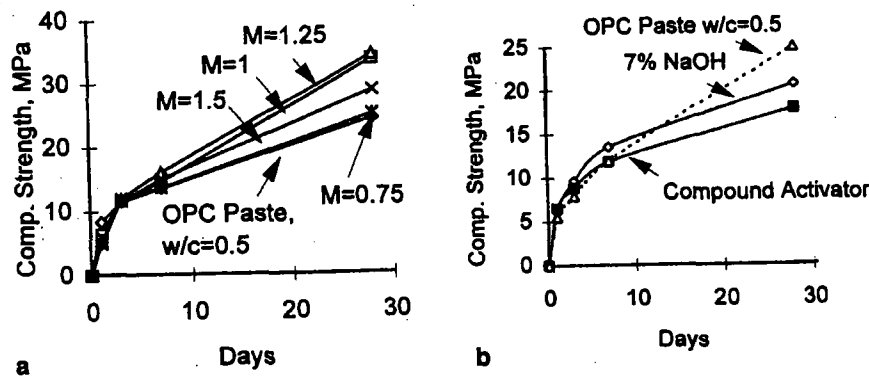 Comp. Strength, MPa
40
30
20
10
0
0
10
20
30
Days
M=1.25
M=1
M=1.5
M=0.75
OPC Paste,
w/c=0.5
a
Comp. Strength, MPa
25
20
15
10
5
0
0
10
20
30
Days
OPC Paste w/c=0.5
7% NaOH
Compound Activator
b